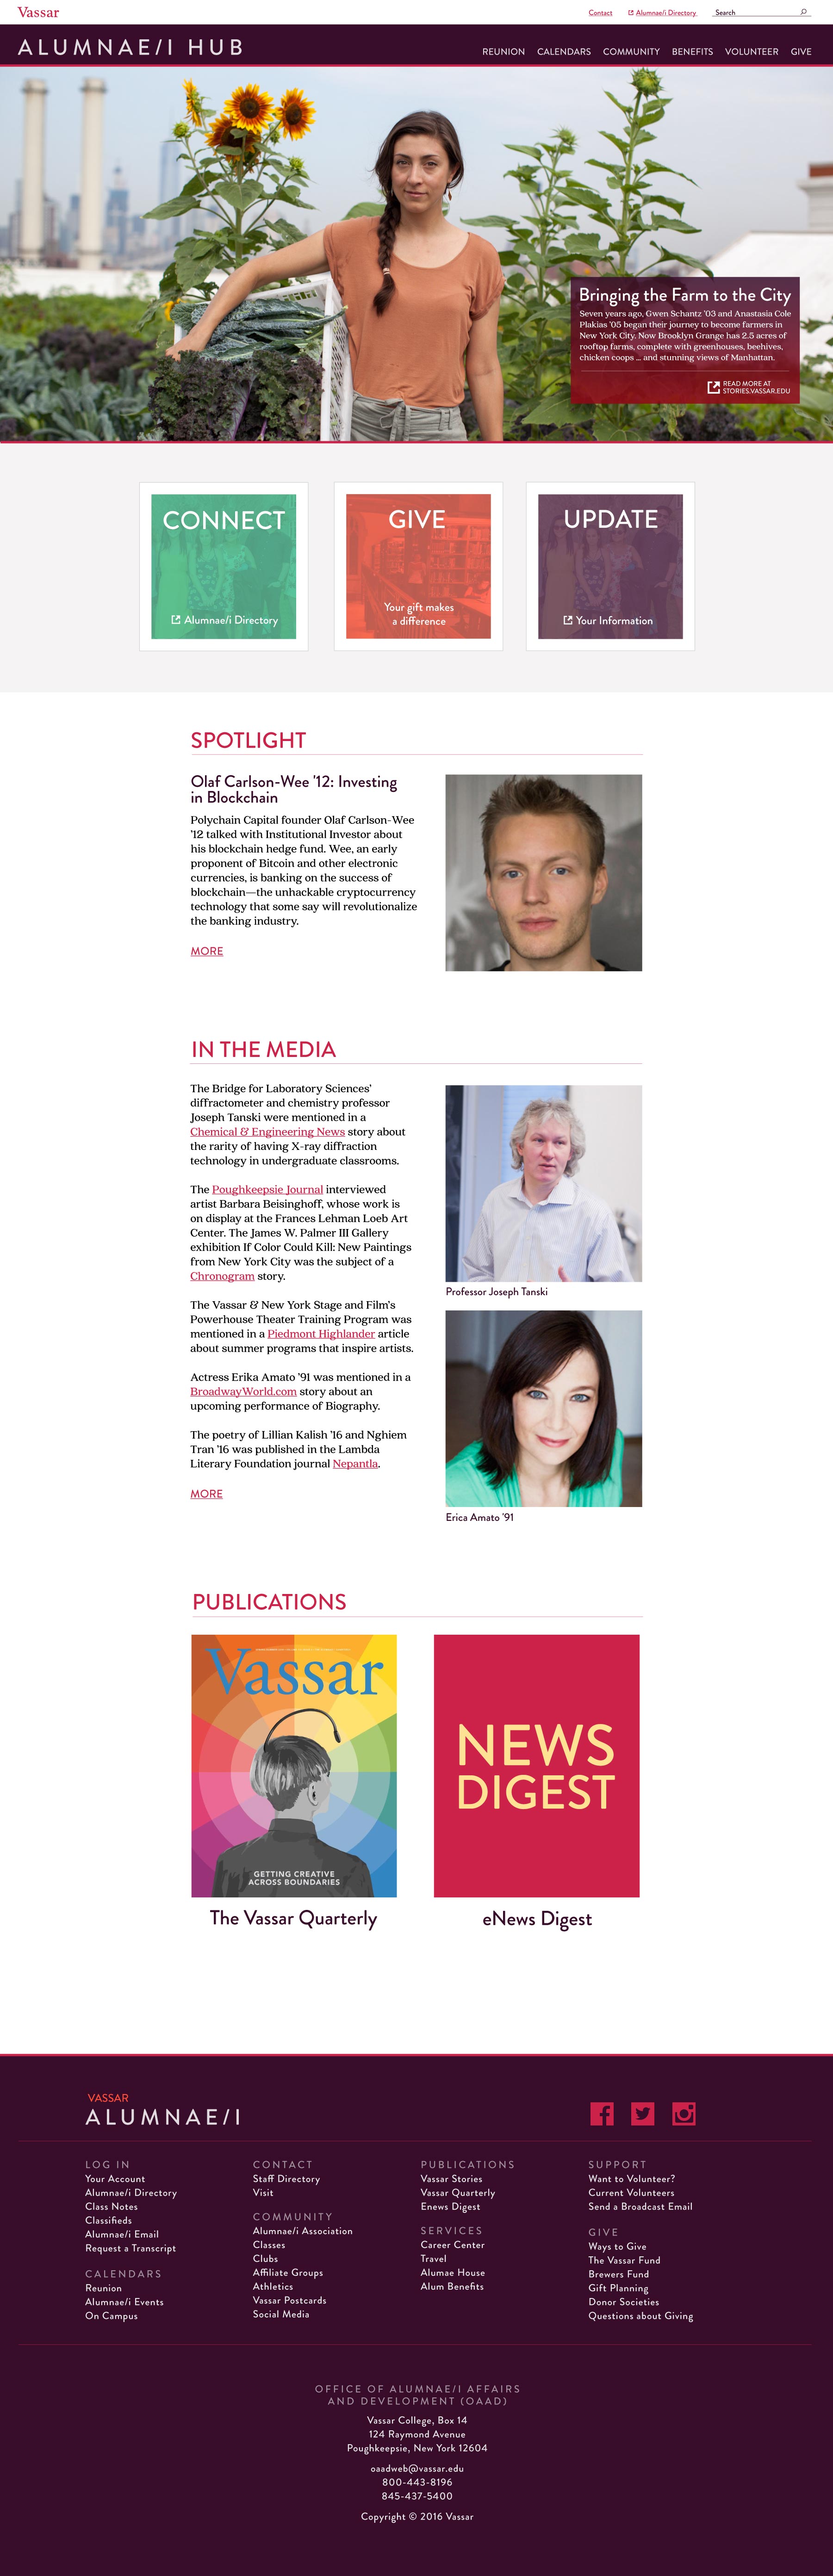 Vassar
Contact
Alumnae/i Directory
Search
ALUMNAE/I HUB
REUNION CALENDARS COMMUNITY BENEFITS VOLUNTEER GIVE
Bringing the Farm to the City
Seven years ago, Gwen Schantz '03 and Anastasia Cole
Plakias '05 began their journey to become farmers in
New York City. Now Brooklyn Grange has 2.5 acres of
rooftop farms, complete with greenhouses, beehives,
chicken coops ... and stunning views of Manhattan.
READ MORE AT
STORIES.VASSAR.EDU
CONNECT
Alumnae/i Directory
GIVE
Your gift makes
a difference
UPDATE
Your Information
SPOTLIGHT
Olaf Carlson-Wee '12: Investing
in Blockchain
Polychain Capital founder Olaf Carlson-Wee
'12 talked with Institutional Investor about
his blockchain hedge fund. Wee, an early
proponent of Bitcoin and other electronic
currencies, is banking on the success of
blockchain—the unhackable cryptocurrency
technology that some say will revolutionalize
the banking industry.
MORE
IN THE MEDIA
The Bridge for Laboratory Sciences'
diffractometer and chemistry professor
Joseph Tanski were mentioned in a
Chemical & Engineering News story about
the rarity of having X-ray diffraction
technology in undergraduate classrooms.
The Poughkeepsie Journal interviewed
artist Barbara Beisinghoff, whose work is
on display at the Frances Lehman Loeb Art
Center. The James W. Palmer III Gallery
exhibition If Color Could Kill: New Paintings
from New York City was the subject of a
Chronogram story.
The Vassar & New York Stage and Film's
Powerhouse Theater Training Program was
mentioned in a Piedmont Highlander article
about summer programs that inspire artists.
Actress Erika Amato '91 was mentioned in a
BroadwayWorld.com story about an
upcoming performance of Biography.
The poetry of Lillian Kalish '16 and Nghiem
Tran '16 was published in the Lambda
Literary Foundation journal Nepantla.
MORE
Professor Joseph Tanski
Erica Amato '91
PUBLICATIONS
Vassar
GETTING CREATIVE
ACROSS BOUNDARIES
The Vassar Quarterly
NEWS
DIGEST
eNews Digest
VASSAR
ALUMNAE/I
LOG IN
Your Account
Alumnae/i Directory
Class Notes
Classifieds
Alumnae/i Email
Request a Transcript
CALENDARS
Reunion
Alumnae/i Events
On Campus
CONTACT
Staff Directory
Visit
COMMUNITY
Alumnae/i Association
Classes
Clubs
Affiliate Groups
Athletics
Vassar Postcards
Social Media
PUBLICATIONS
Vassar Stories
Vassar Quarterly
Enews Digest
SERVICES
Career Center
Travel
Alumae House
Alum Benefits
SUPPORT
Want to Volunteer?
Current Volunteers
Send a Broadcast Email
GIVE
Ways to Give
The Vassar Fund
Brewers Fund
Gift Planning
Donor Societies
Questions about Giving
OFFICE OF ALUMNAE/I AFFAIRS
AND DEVELOPMENT (OAAD)
Vassar College, Box 14
124 Raymond Avenue
Poughkeepsie, New York 12604
oaadweb@vassar.edu
800-443-8196
845-437-5400
Copyright © 2016 Vassar